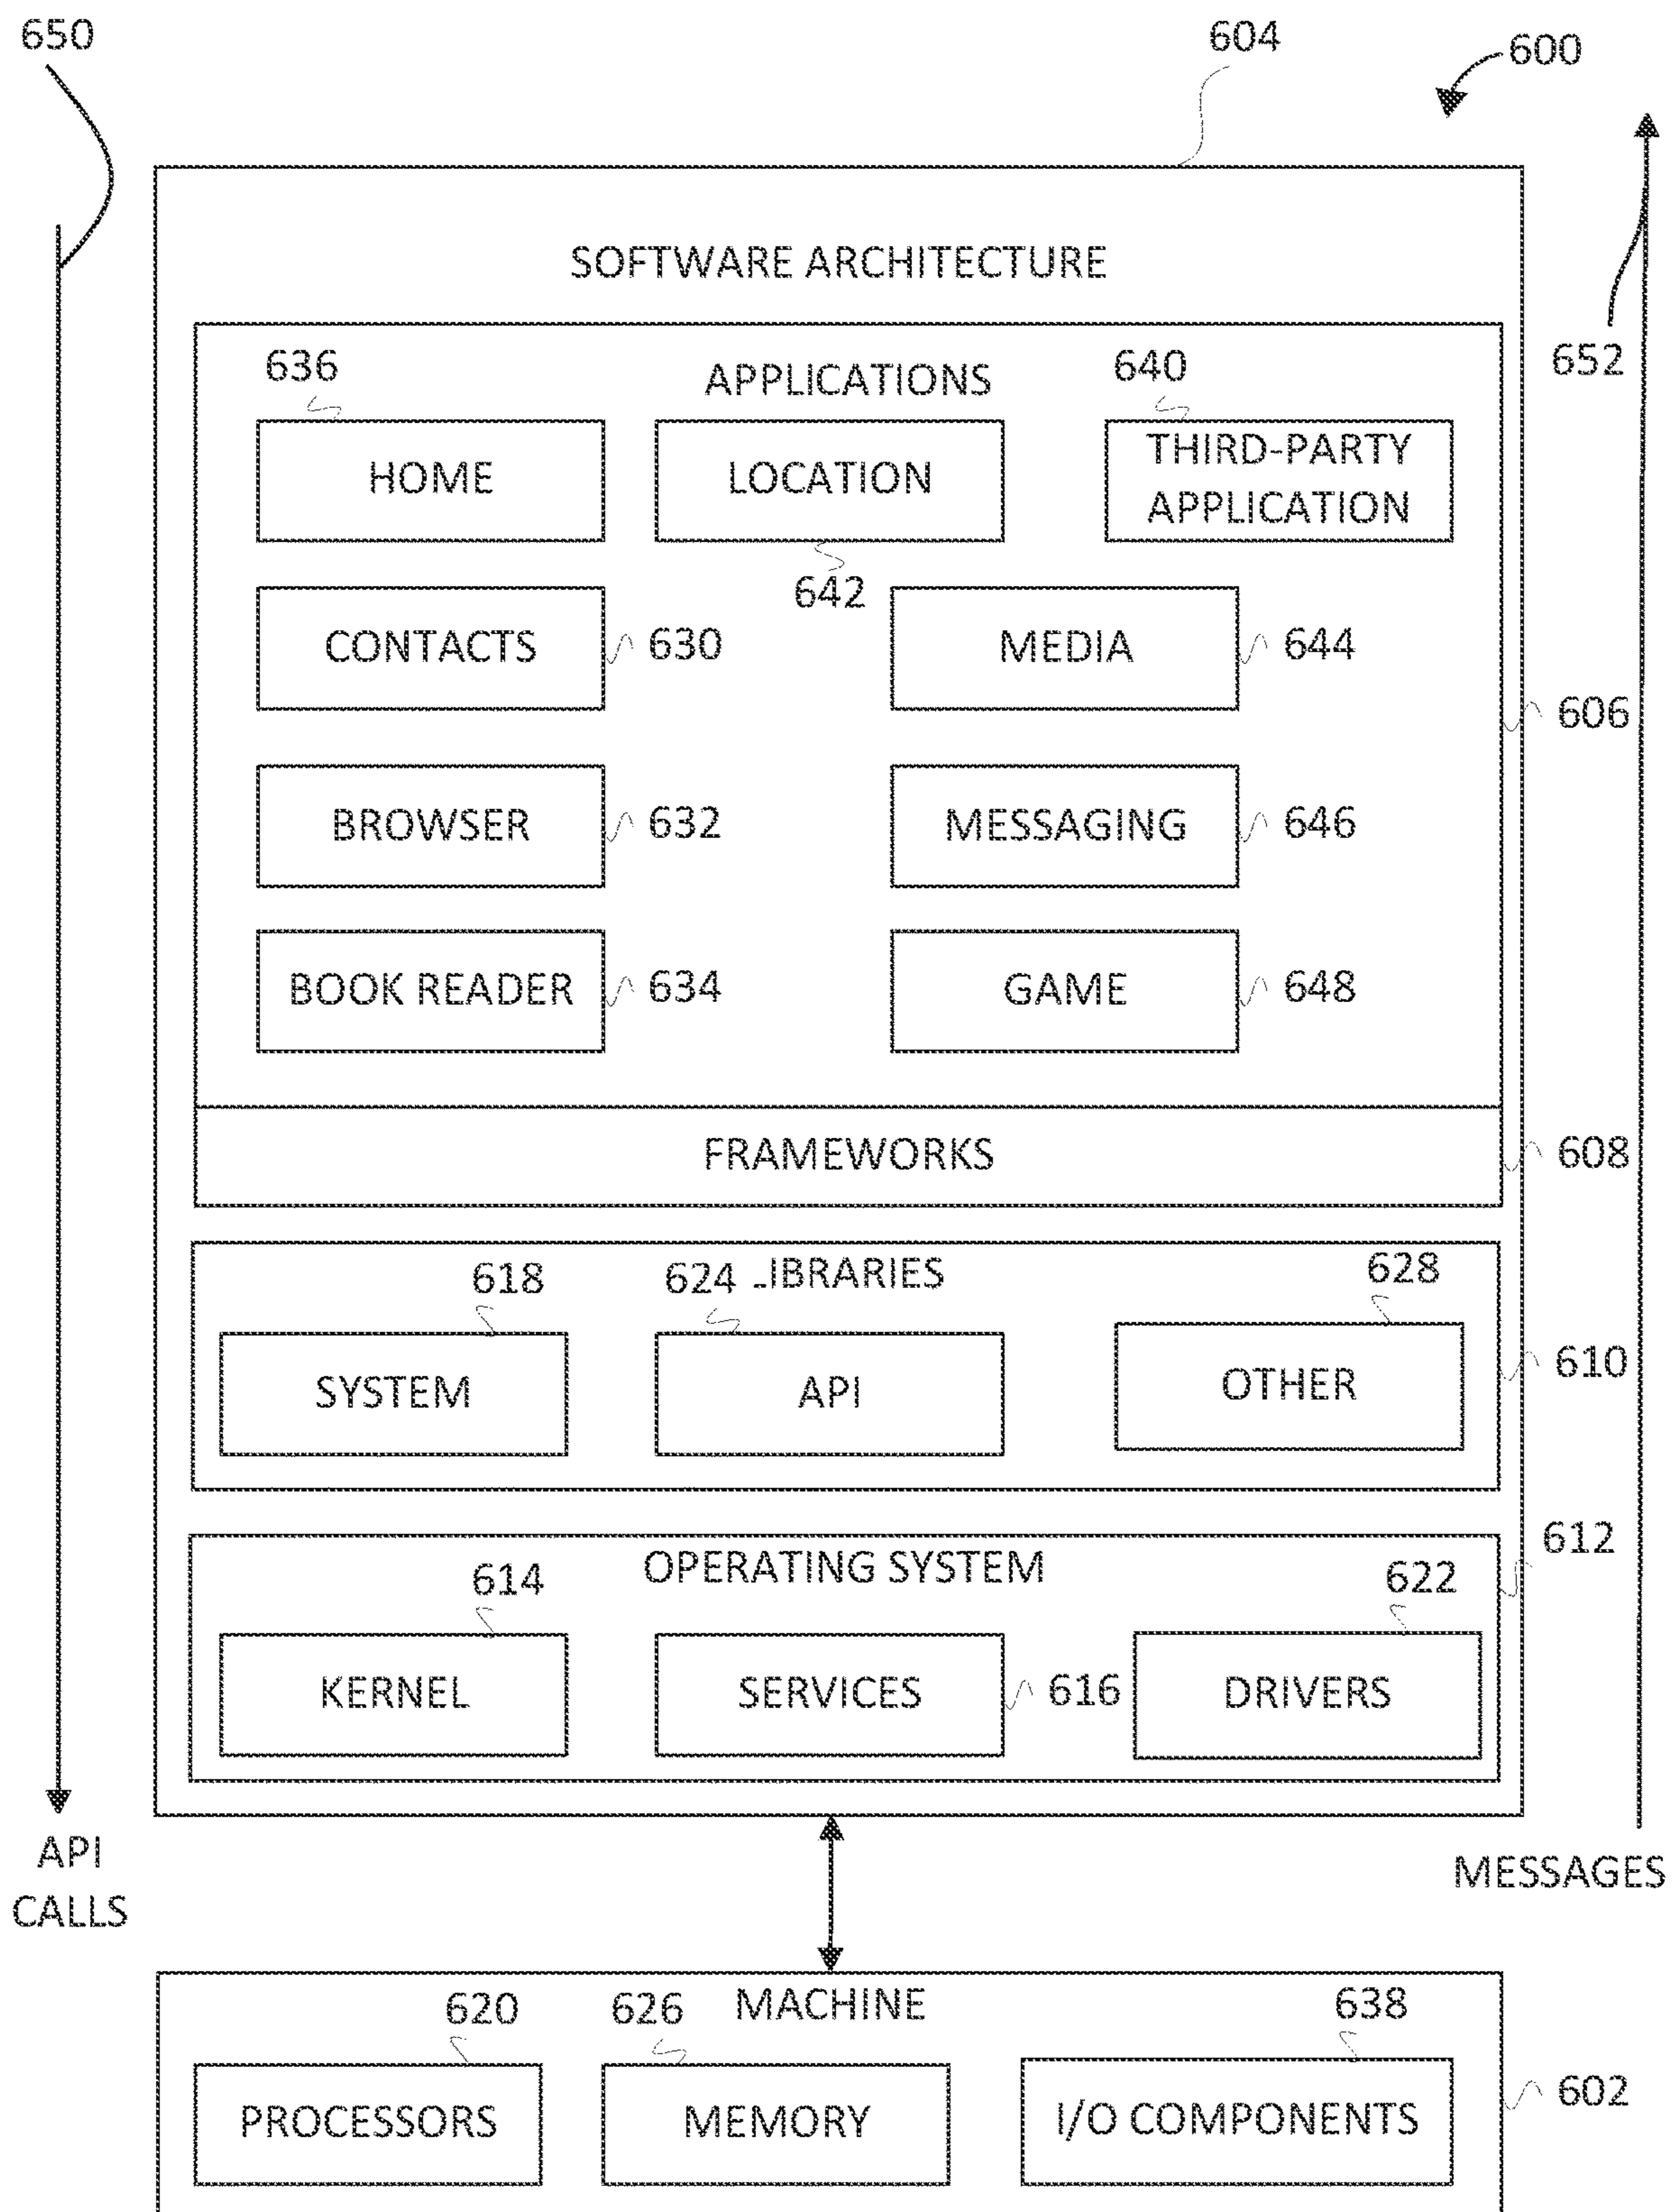 650
604
600
SOFTWARE ARCHITECTURE
652
636
APPLICATIONS
640
HOME
LOCATION
THIRD-PARTY
APPLICATION
642
CONTACTS
630
MEDIA
644
606
BROWSER
632
MESSAGING
646
BOOK READER
634
GAME
648
FRAMEWORKS
608
618
624
LIBRARIES
628
SYSTEM
API
OTHER
610
612
614
OPERATING SYSTEM
622
KERNEL
SERVICES
616
DRIVERS
API
CALLS
MESSAGES
620
626
MACHINE
638
PROCESSORS
MEMORY
I/O COMPONENTS
602